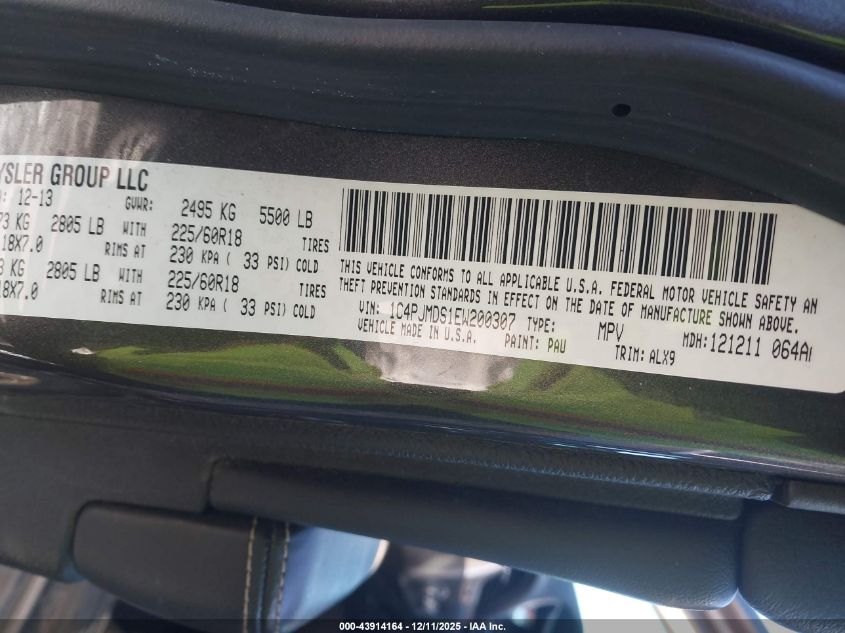 YSLER GROUP LLC
12-13 GVWR: 2495 KG 5500 LB
KG 2805 LB WITH 225/60R18 TIRES
18X7.0 RIMS AT 230 KPA ( 33 PSI) COLD
KG 2805 LB WITH 225/60R18 TIRES
18X7.0 RIMS AT 230 KPA ( 33 PSI) COLD
THIS VEHICLE CONFORMS TO ALL APPLICABLE U.S.A. FEDERAL MOTOR VEHICLE SAFETY AN
THEFT PREVENTION STANDARDS IN EFFECT ON THE DATE OF MANUFACTURE SHOWN ABOVE.
VIN: 1C4PJMDS1EW200307 TYPE: MPV MDH: 121211 064A
VEHICLE MADE IN U.S.A. PAINT: PAU TRIM: ALX9
000-43914164 - 12/11/2025 - IAA Inc.